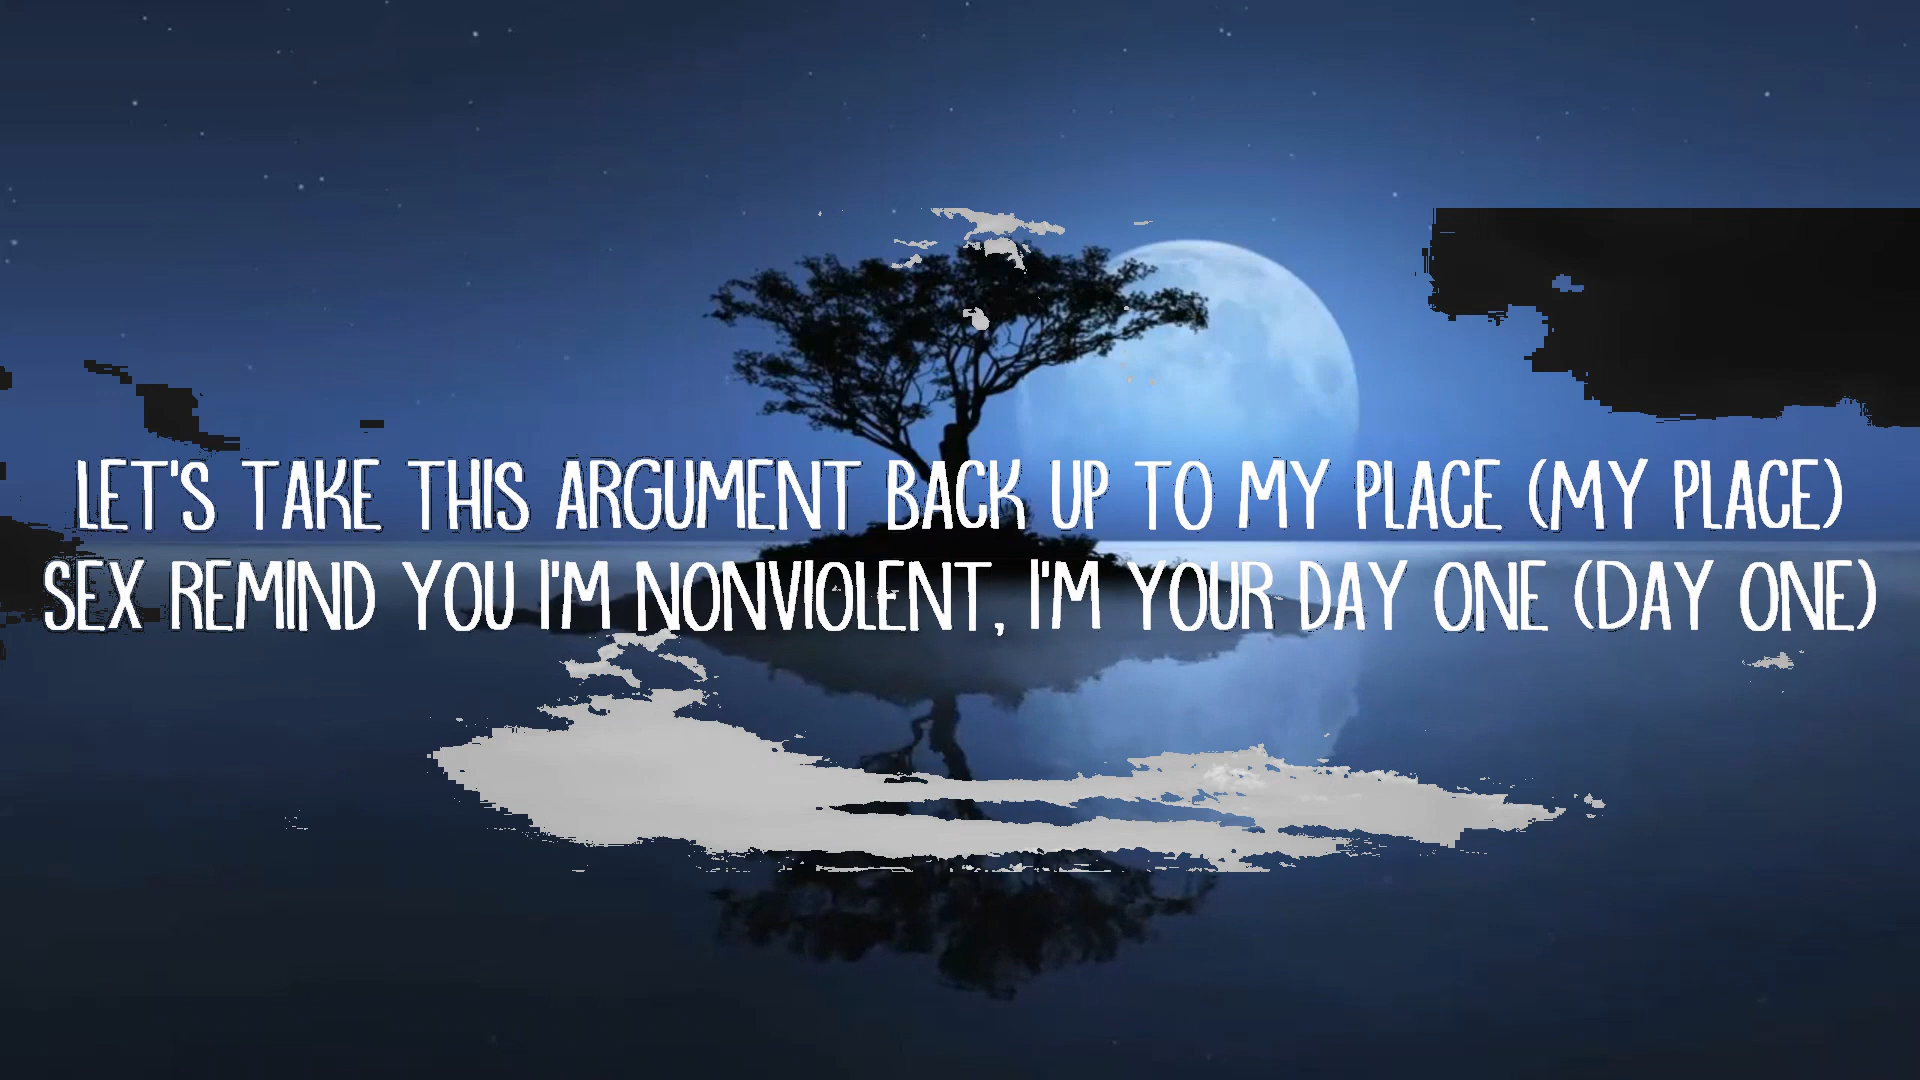 LET'S TAKE THIS ARGUMENT BACK UP TO MY PLACE (MY PLACE)
SEX REMIND YOU I'M NONVIOLENT, I'M YOUR DAY ONE (DAY ONE)